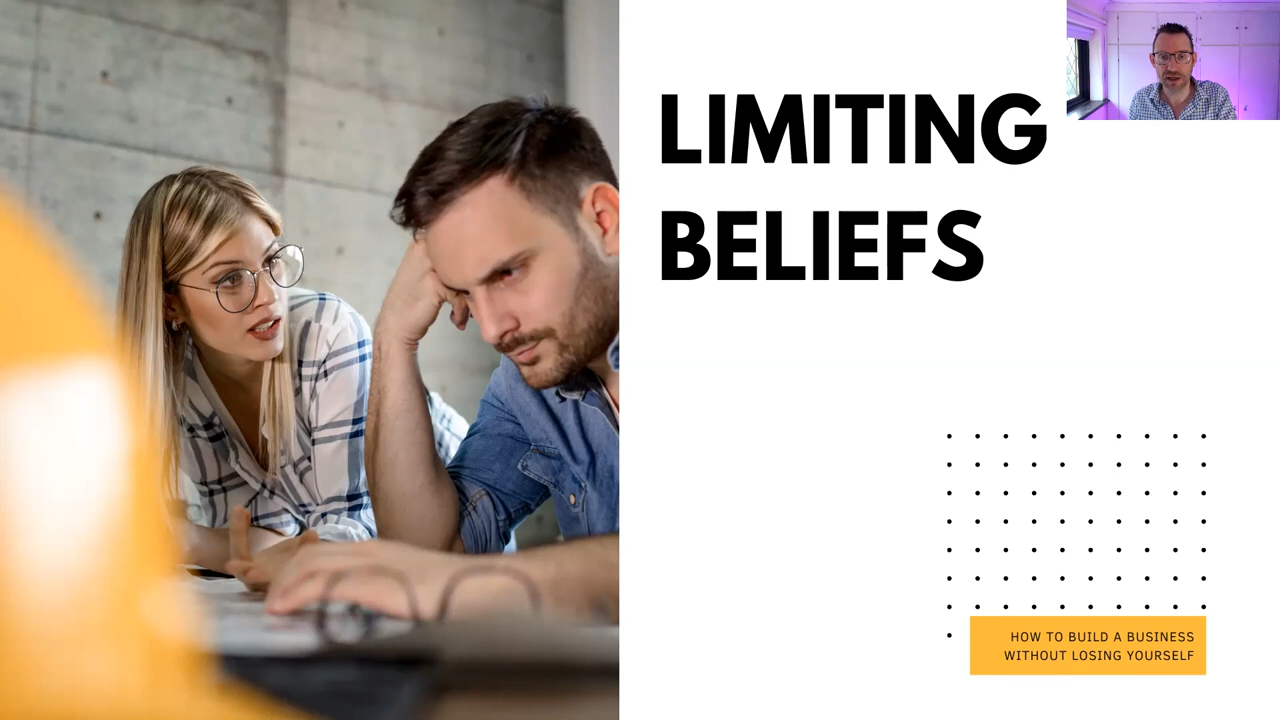 LIMITING
BELIEFS
HOW TO BUILD A BUSINESS
WITHOUT LOSING YOURSELF